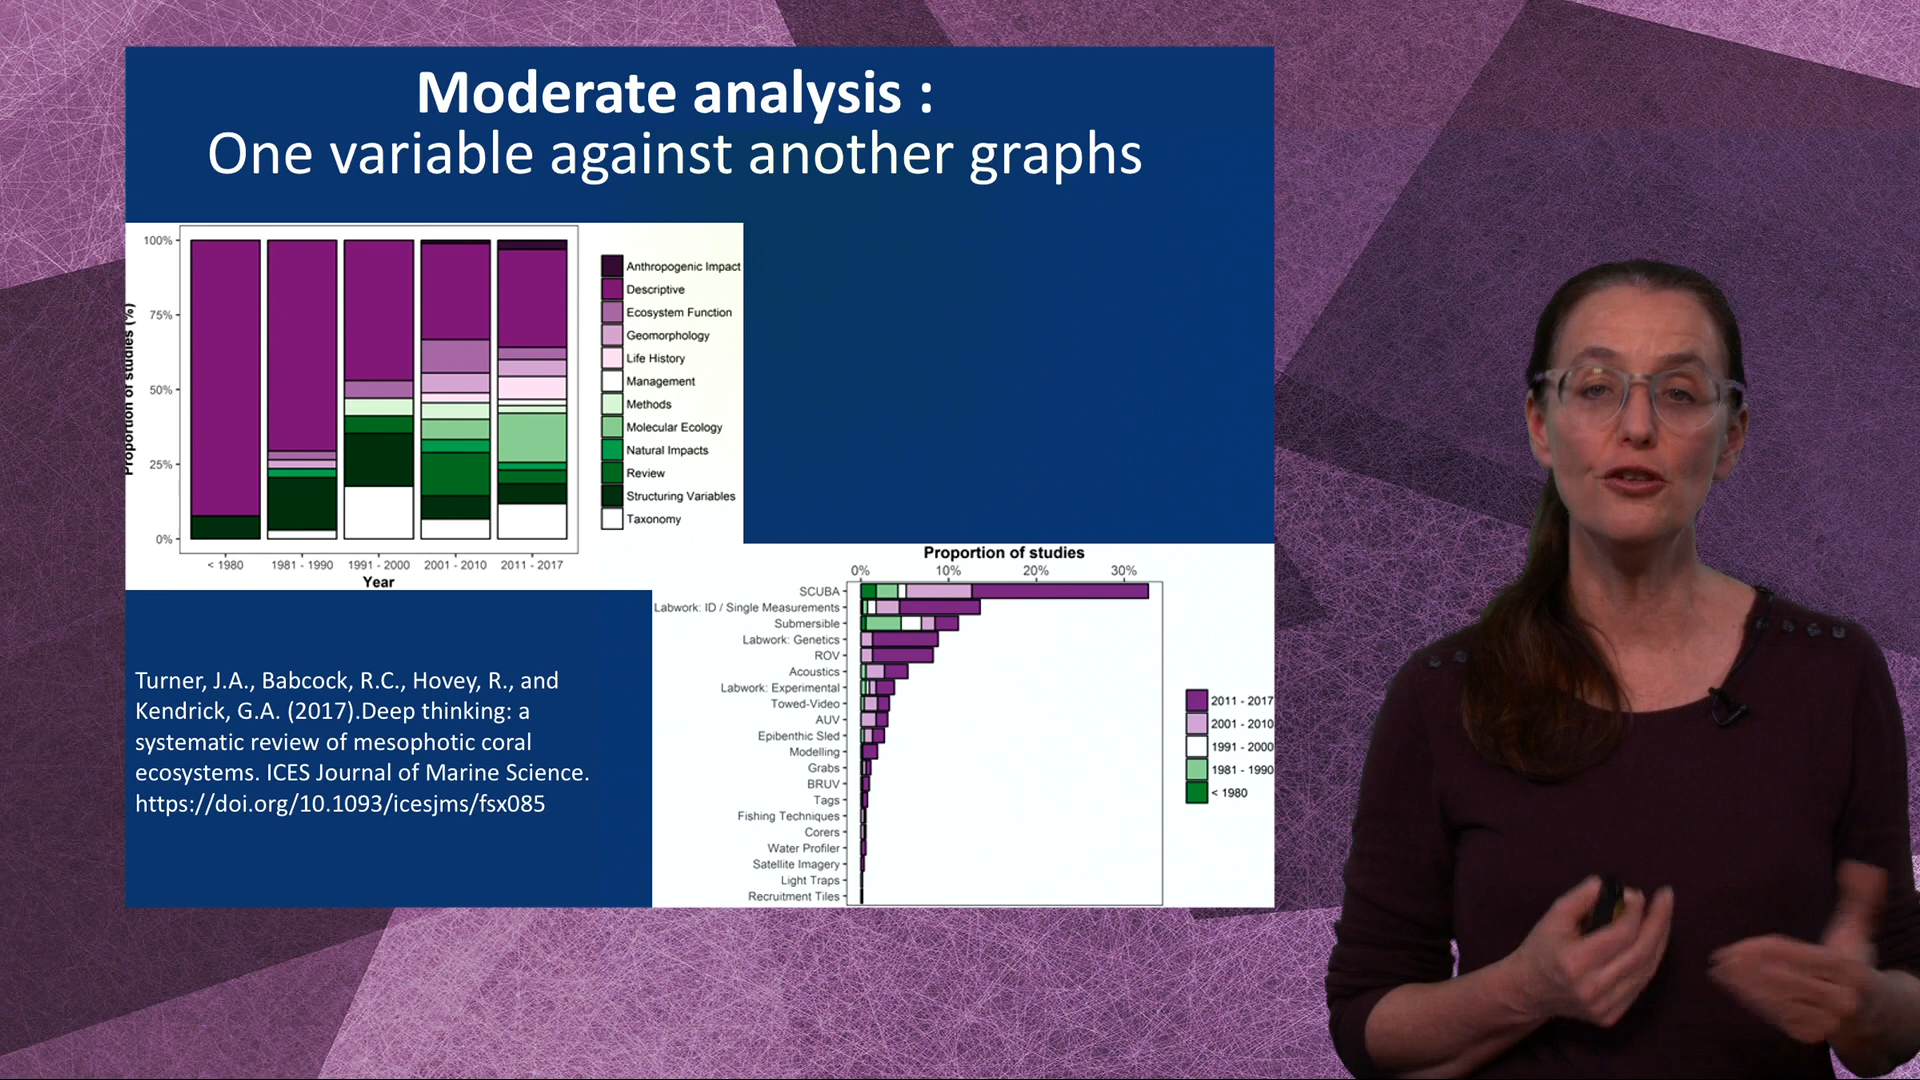 Moderate analysis :
One variable against another graphs
100%
75%
50%
25%
0%
Proportion of studies (%)
< 1980
1981 - 1990
1991 - 2000
2001 - 2010
2011 - 2017
Year
Anthropogenic Impact
Descriptive
Ecosystem Function
Geomorphology
Life History
Management
Methods
Molecular Ecology
Natural Impacts
Review
Structuring Variables
Taxonomy
Proportion of studies
0%
10%
20%
30%
SCUBA
Labwork: ID / Single Measurements
Submersible
Labwork: Genetics
ROV
Acoustics
Labwork: Experimental
Towed-Video
AUV
Epibenthic Sled
Modelling
Grabs
BRUV
Tags
Fishing Techniques
Corers
Water Profiler
Satellite Imagery
Light Traps
Recruitment Tiles
2011 - 2017
2001 - 2010
1991 - 2000
1981 - 1990
< 1980
Turner, J.A., Babcock, R.C., Hovey, R., and
Kendrick, G.A. (2017).Deep thinking: a
systematic review of mesophotic coral
ecosystems. ICES Journal of Marine Science.
https://doi.org/10.1093/icesjms/fsx085